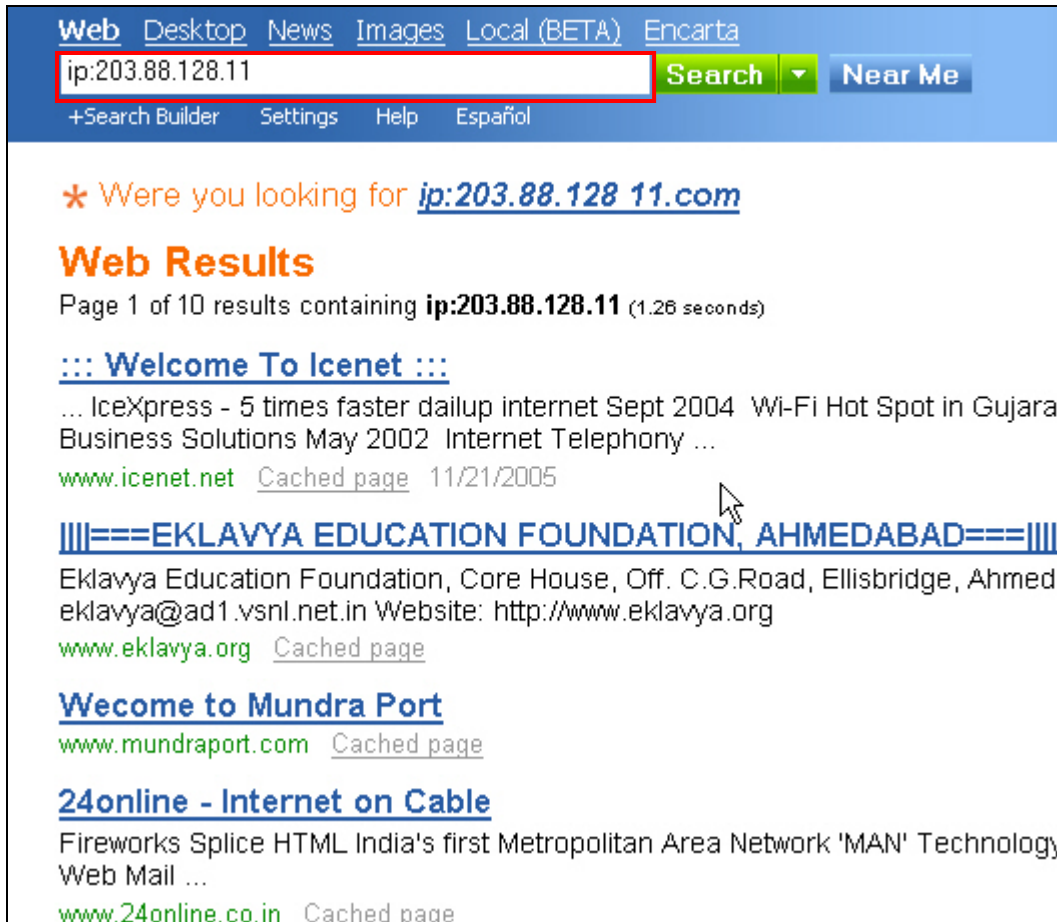 Web Desktop News Images Local (BETA) Encarta
ip:203.88.128.11 Search Near Me
+Search Builder Settings Help Español
* Were you looking for ip:203.88.128 11.com
Web Results
Page 1 of 10 results containing ip:203.88.128.11 (1.26 seconds)
::: Welcome To Icenet :::
... IceXpress - 5 times faster dailup internet Sept 2004 Wi-Fi Hot Spot in Gujara
Business Solutions May 2002 Internet Telephony ...
www.icenet.net Cached page 11/21/2005
||||===EKLAVYA EDUCATION FOUNDATION, AHMEDABAD===||||
Eklavya Education Foundation, Core House, Off. C.G.Road, Ellisbridge, Ahmed
eklavya@ad1.vsnl.net.in Website: http://www.eklavya.org
www.eklavya.org Cached page
Wecome to Mundra Port
www.mundraport.com Cached page
24online - Internet on Cable
Fireworks Splice HTML India's first Metropolitan Area Network 'MAN' Technology
Web Mail ...
www.24online.co.in Cached page